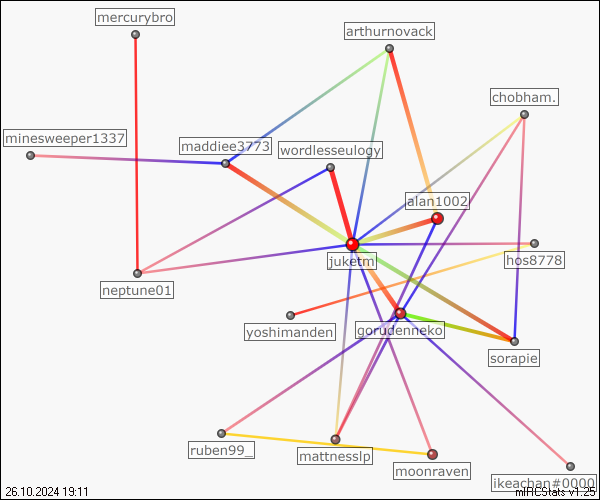 mercurybro
arthurnovack
chobham.
minesweeper1337
maddiee3773
wordlesseulogy
alan1002
juketm
hos8778
neptune01
yoshimanden
gorudenneko
sorapie
ruben99_
mattnesslp
moonraven
ikeachan#0000
26.10.2024 19:11
mIRCStats v1.25